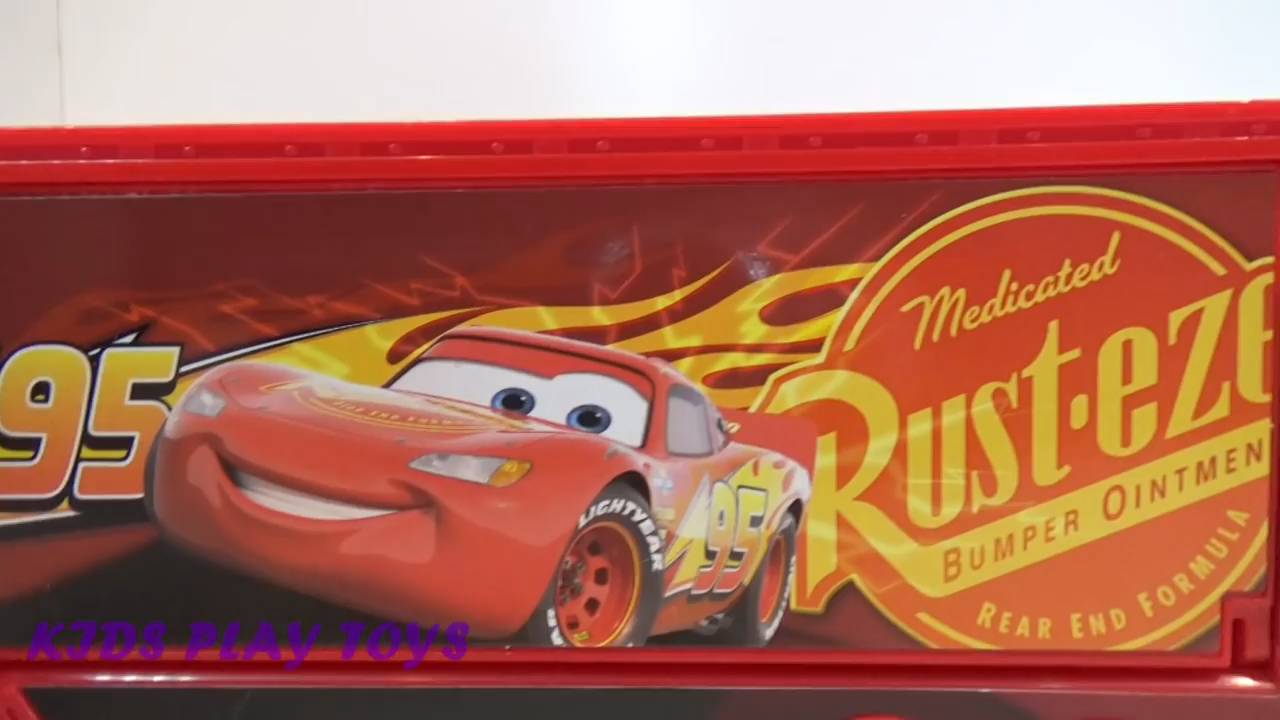 95
Medicated
Rust-eze
BUMPER OINTMEN
REAR END FORMULA
LIGHTYEAR
95
KIDS PLAY TOYS